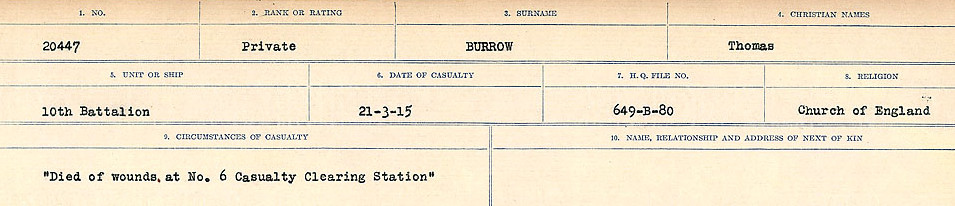 1. NO. 2. RANK OR RATING 3. SURNAME 4. CHRISTIAN NAMES
20447 Private BURROW Thomas
5. UNIT OR SHIP 6. DATE OF CASUALTY 7. H.Q. FILE NO. 8. RELIGION
10th Battalion 21-3-15 649-B-80 Church of England
9. CIRCUMSTANCES OF CASUALTY 10. NAME, RELATIONSHIP AND ADDRESS OF NEXT OF KIN
"Died of wounds, at No. 6 Casualty Clearing Station"